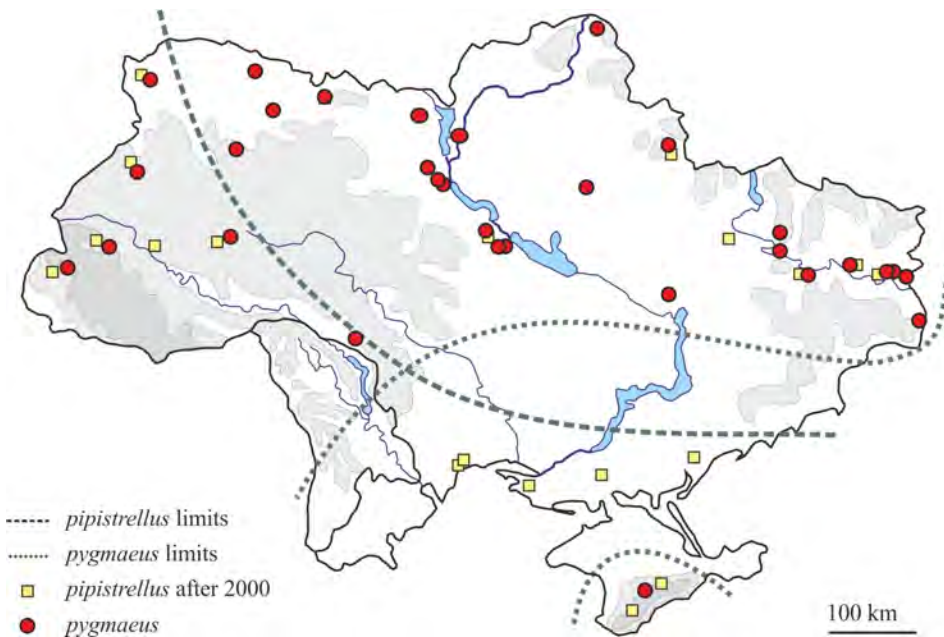 pipistrellus limits
pygmaeus limits
pipistrellus after 2000
pygmaeus
100 km